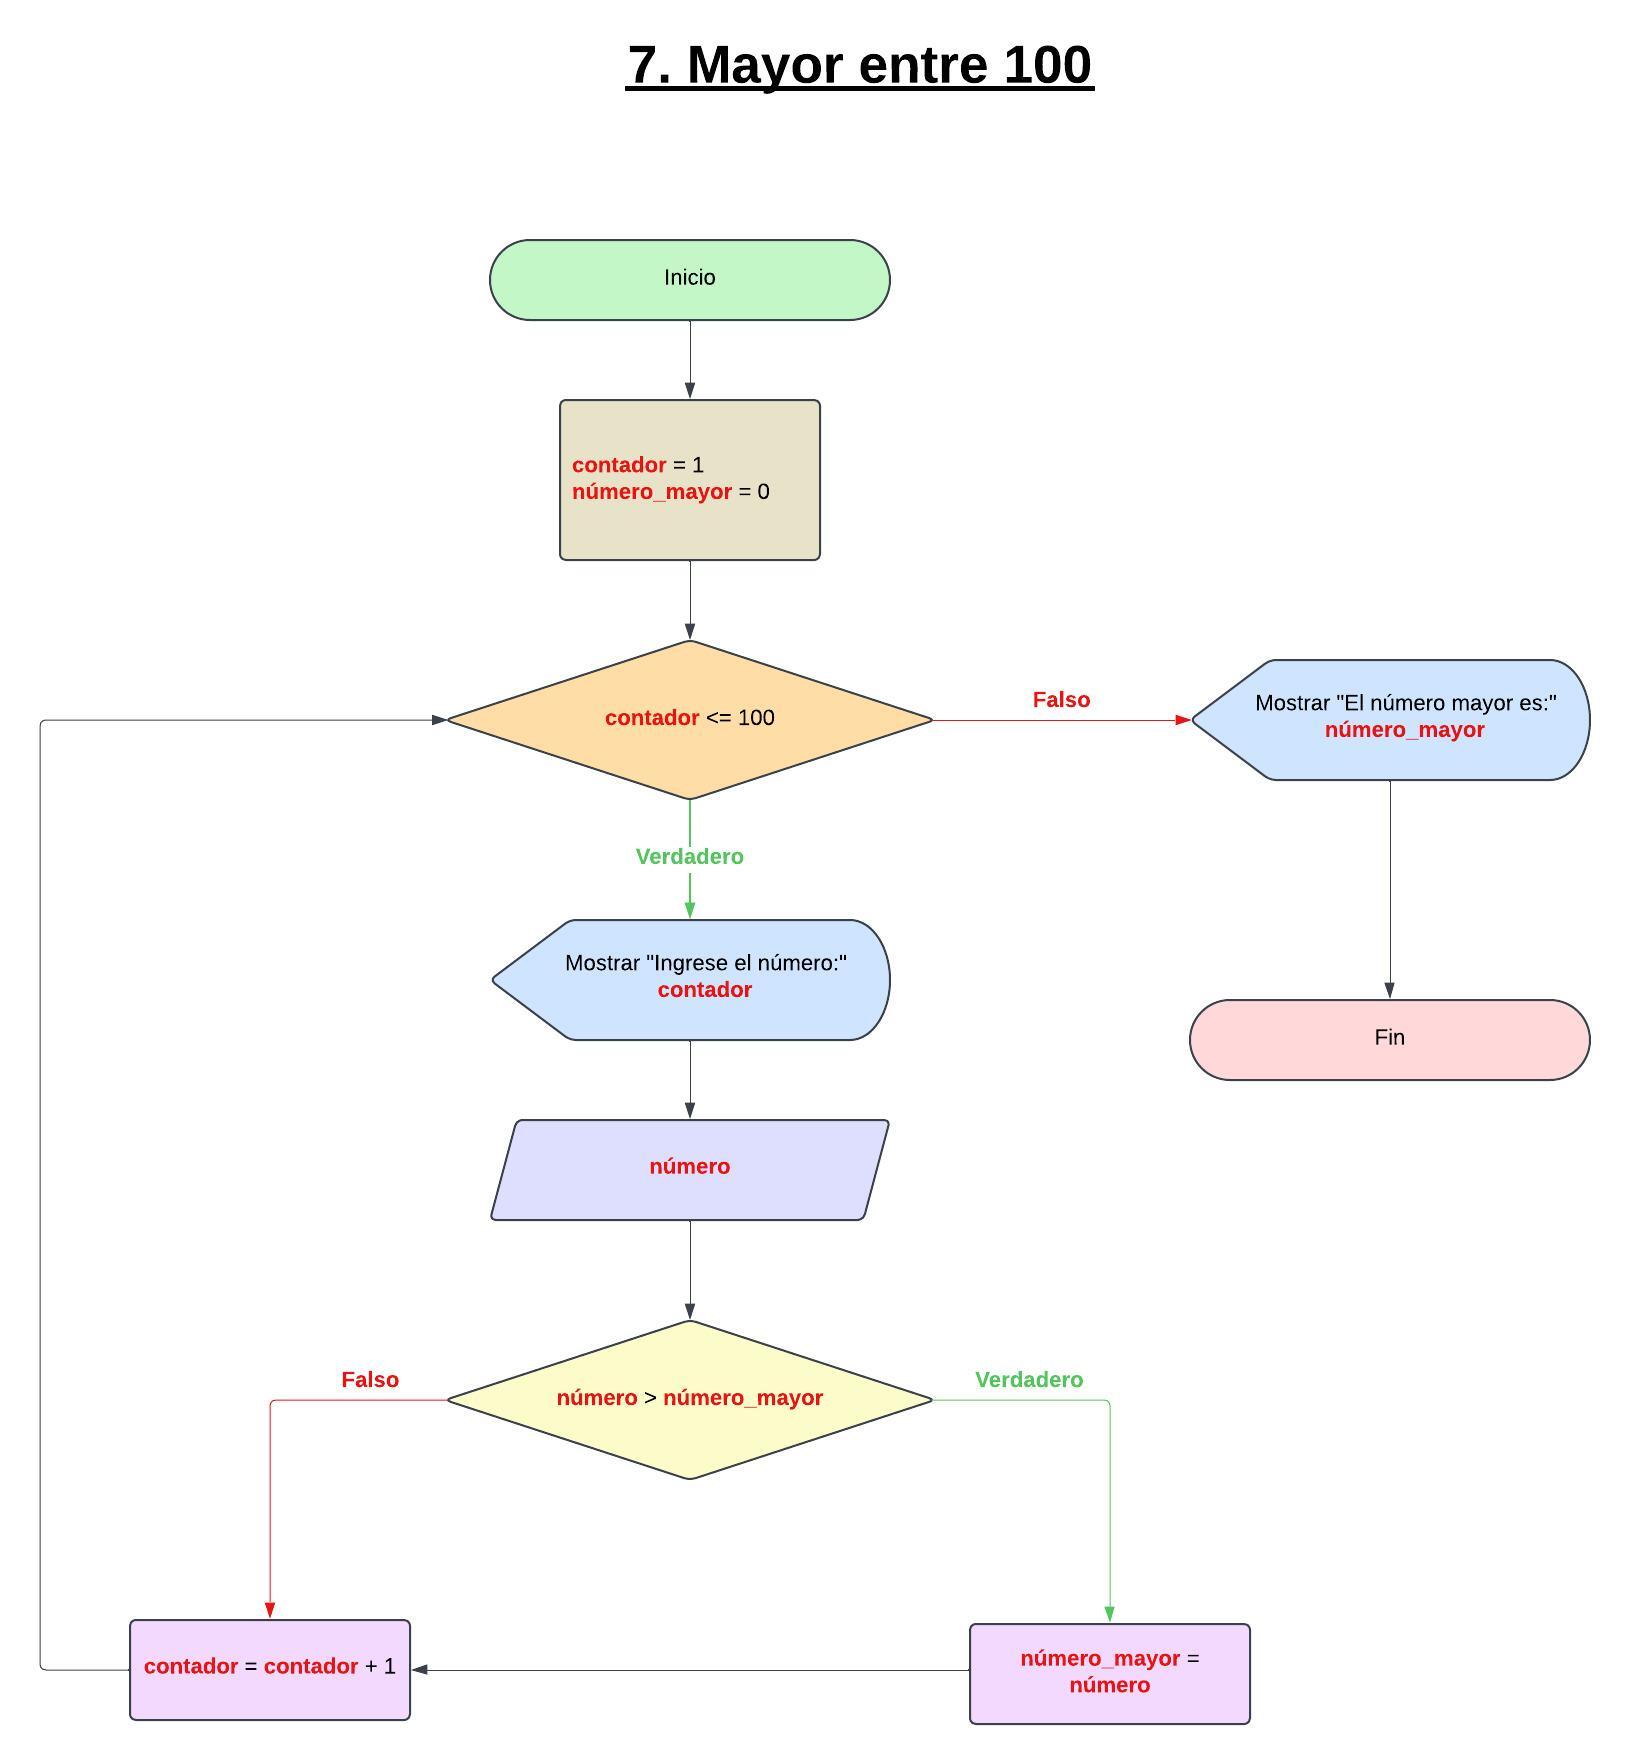 7. Mayor entre 100
Inicio
contador = 1
número_mayor = 0
contador <= 100
Falso
Mostrar "El número mayor es:"
número_mayor
Verdadero
Mostrar "Ingrese el número:"
contador
Fin
número
Falso
número > número_mayor
Verdadero
contador = contador + 1
número_mayor =
número